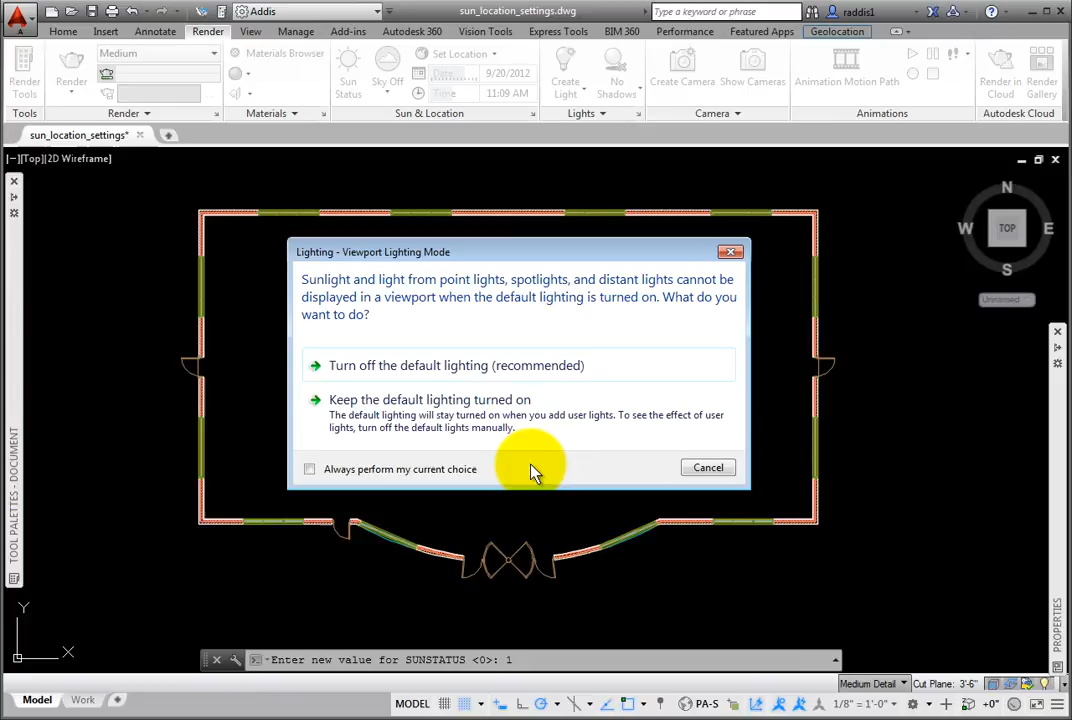 Addis
sun_location_settings.dwg
Type a keyword or phrase
raddis1
A
Home Insert Annotate Render View Manage Add-ins Autodesk 360 Vision Tools Express Tools BIM 360 Performance Featured Apps Geolocation
Render Tools
Render
Medium
Materials Browser
Sun Status
Sky Off
Set Location
Date... 9/20/2012
Time 11:09 AM
Create Light
No Shadows
Create Camera
Show Cameras
Animation Motion Path
Render in Cloud
Render Gallery
Tools Render Materials Sun & Location Lights Camera Animations Autodesk Cloud
sun_location_settings*
[−][Top][2D Wireframe]
N
W TOP E
S
Unnamed
Lighting - Viewport Lighting Mode
Sunlight and light from point lights, spotlights, and distant lights cannot be
displayed in a viewport when the default lighting is turned on. What do you
want to do?
Turn off the default lighting (recommended)
Keep the default lighting turned on
The default lighting will stay turned on when you add user lights. To see the effect of user
lights, turn off the default lights manually.
Always perform my current choice
Cancel
TOOL PALETTES - DOCUMENT
PROPERTIES
Y
X
Enter new value for SUNSTATUS <0>: 1
Medium Detail Cut Plane: 3'-6"
Model Work
MODEL PA-S 1/8" = 1'-0" +0"